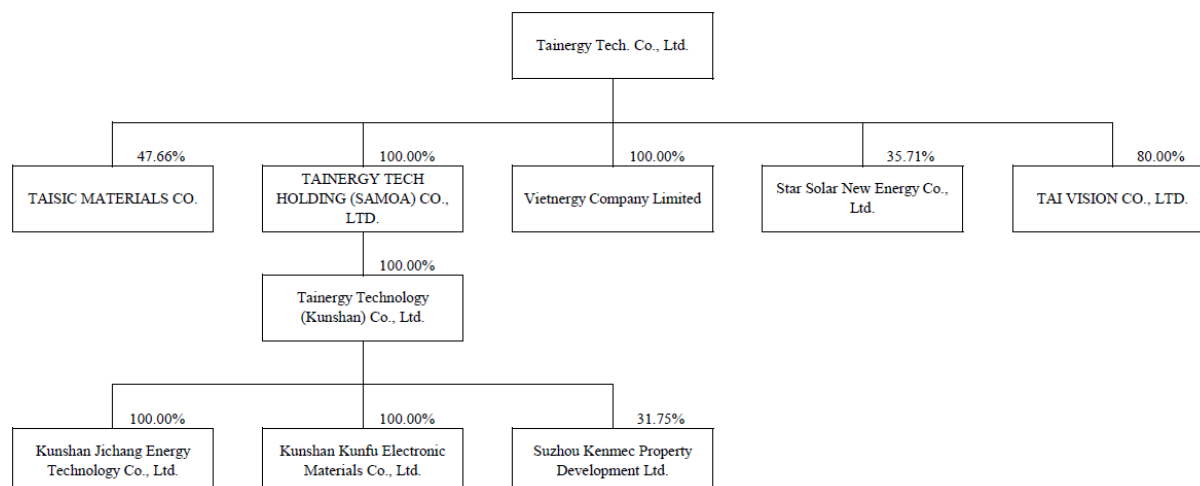 Tainergy Tech. Co., Ltd.
47.66%
100.00%
100.00%
35.71%
80.00%
TAISIC MATERIALS CO.
TAINERGY TECH
HOLDING (SAMOA) CO.,
LTD.
Vietnergy Company Limited
Star Solar New Energy Co.,
Ltd.
TAI VISION CO., LTD.
100.00%
Tainergy Technology
(Kunshan) Co., Ltd.
100.00%
100.00%
31.75%
Kunshan Jichang Energy
Technology Co., Ltd.
Kunshan Kunfu Electronic
Materials Co., Ltd.
Suzhou Kenmec Property
Development Ltd.